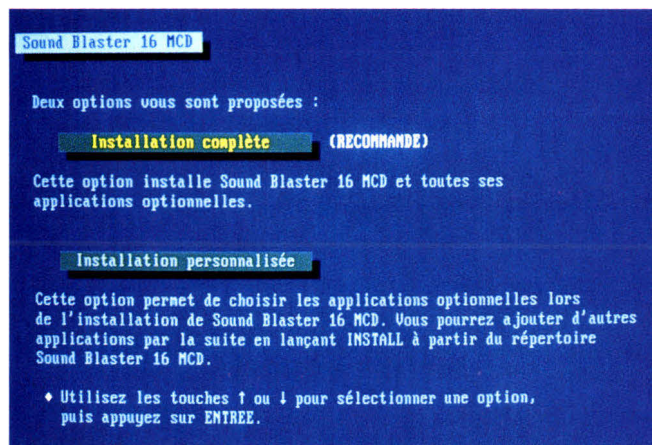 Sound Blaster 16 MCD
Deux options vous sont proposées :
Installation complète (RECOMMANDE)
Cette option installe Sound Blaster 16 MCD et toutes ses
applications optionnelles.
Installation personnalisée
Cette option permet de choisir les applications optionnelles lors
de l'installation de Sound Blaster 16 MCD. Vous pourrez ajouter d'autres
applications par la suite en lançant INSTALL à partir du répertoire
Sound Blaster 16 MCD.
♦ Utilisez les touches ↑ ou ↓ pour sélectionner une option,
puis appuyez sur ENTREE.